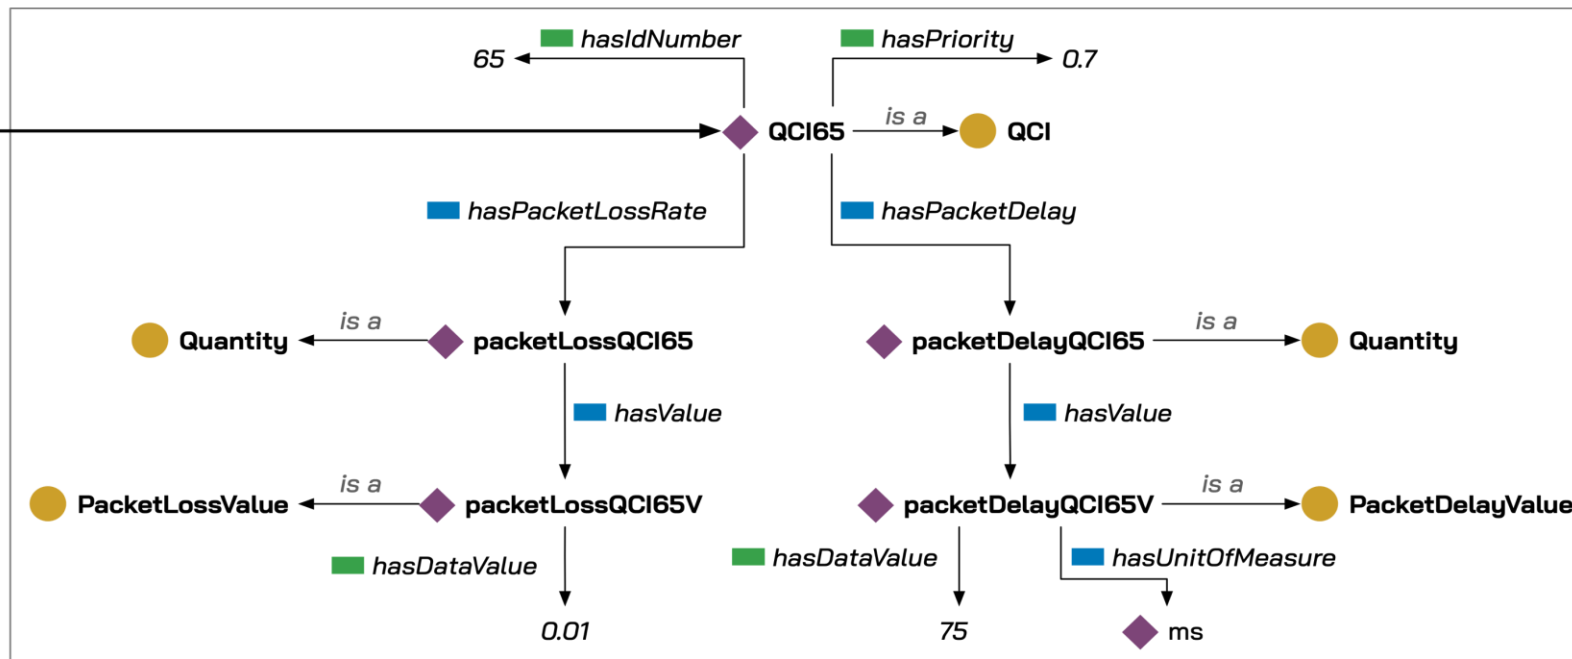 hasIdNumber
hasPriority
65
0.7
QCI65
is a
QCI
hasPacketLossRate
hasPacketDelay
Quantity
is a
packetLossQCI65
packetDelayQCI65
is a
Quantity
hasValue
hasValue
PacketLossValue
is a
packetLossQCI65V
packetDelayQCI65V
is a
PacketDelayValue
hasDataValue
hasDataValue
hasUnitOfMeasure
0.01
75
ms